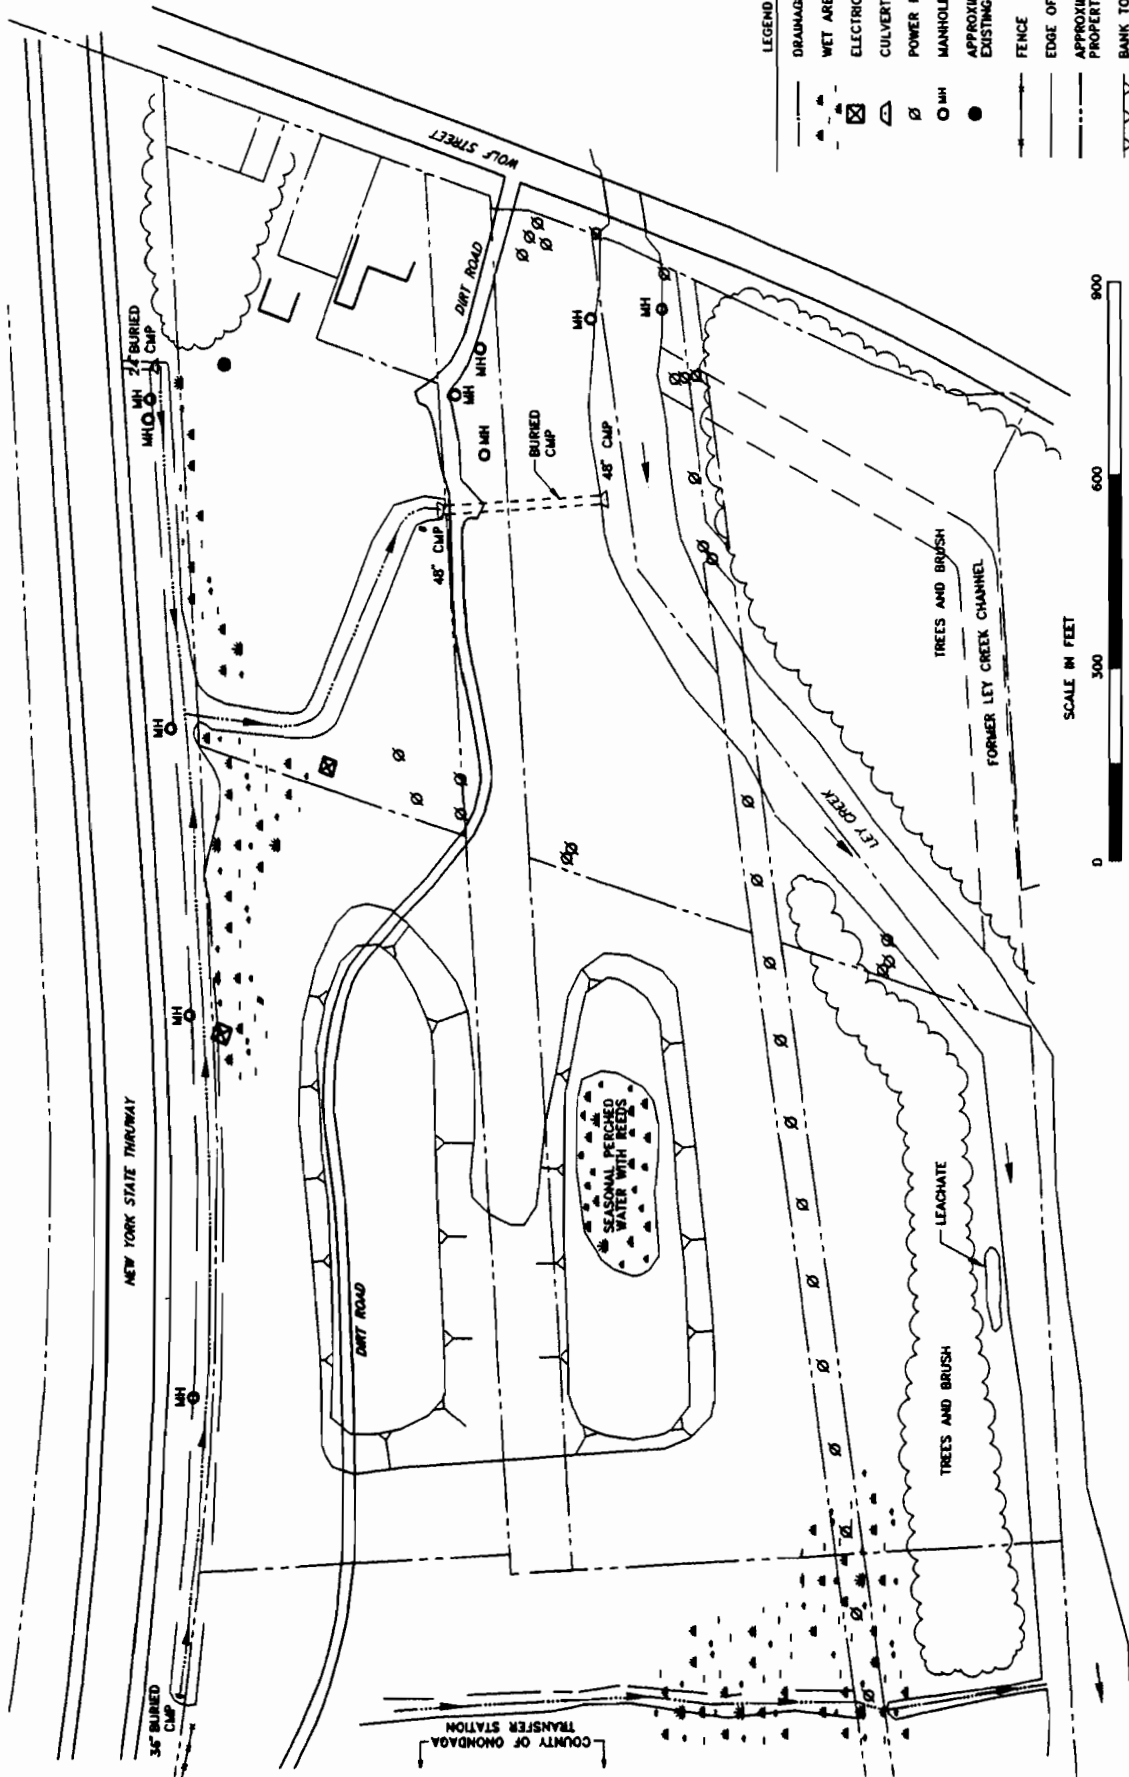 NEW YORK STATE THRUWAY
36" BURIED
CMP
MH
MH
MH
MH
MH
24" BURIED
CMP
WOLF STREET
DIRT ROAD
MH
MH
MH
48" CMP
BURIED
CMP
48" CMP
MH
MH
DIRT ROAD
SEASONAL PERCHED
WATER WITH REEDS
LEY CREEK
TREES AND BRUSH
FORMER LEY CREEK CHANNEL
LEACHATE
TREES AND BRUSH
COUNTY OF ONONDAGA
TRANSFER STATION
0 300 600 900
SCALE IN FEET
LEGEND
DRAINAG
WET ARE
ELECTRIC
CULVERT
POWER
MH MANHOLE
APPROXI
EXISTING
FENCE
EDGE OF
APPROXI
PROPERT
BANK TO